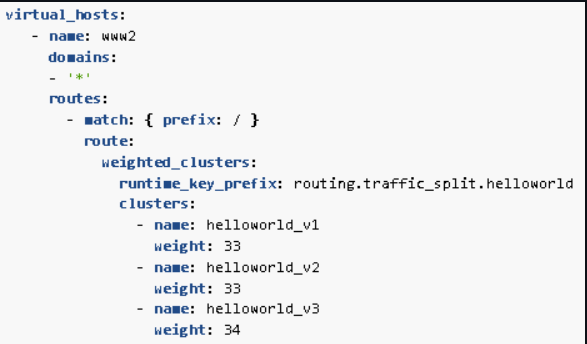 virtual_hosts:
- name: www2
domains:
- '*'
routes:
- match: { prefix: / }
route:
weighted_clusters:
runtime_key_prefix: routing.traffic_split.helloworld
clusters:
- name: helloworld_v1
weight: 33
- name: helloworld_v2
weight: 33
- name: helloworld_v3
weight: 34